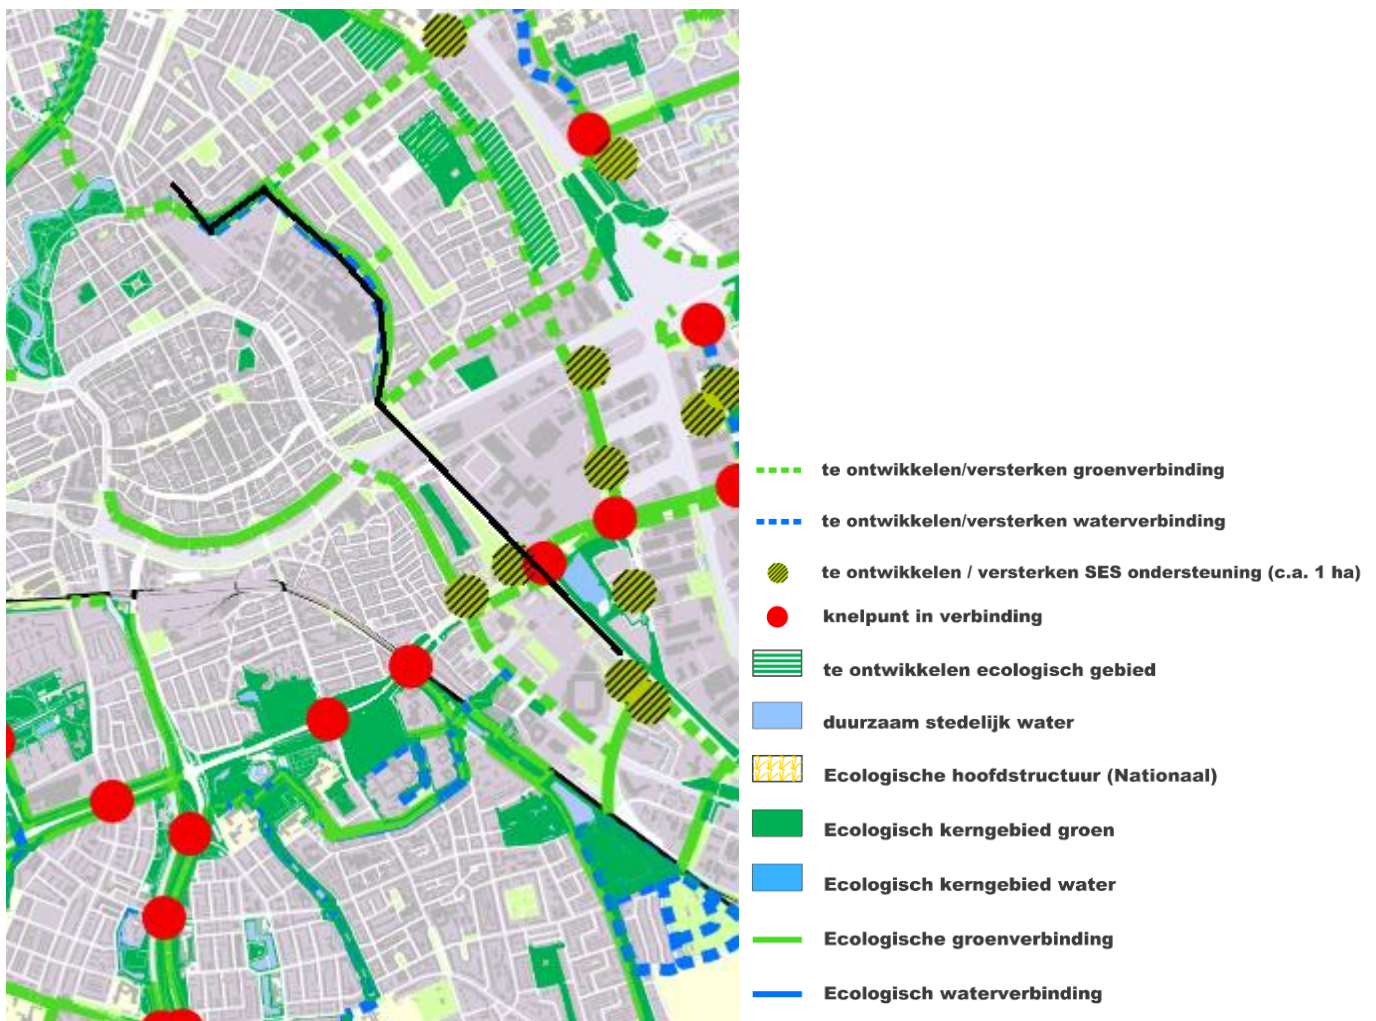 te ontwikkelen/versterken groenverbinding
te ontwikkelen/versterken waterverbinding
te ontwikkelen / versterken SES ondersteuning (c.a. 1 ha)
knelpunt in verbinding
te ontwikkelen ecologisch gebied
duurzaam stedelijk water
Ecologische hoofdstructuur (Nationaal)
Ecologisch kerngebied groen
Ecologisch kerngebied water
Ecologische groenverbinding
Ecologisch waterverbinding